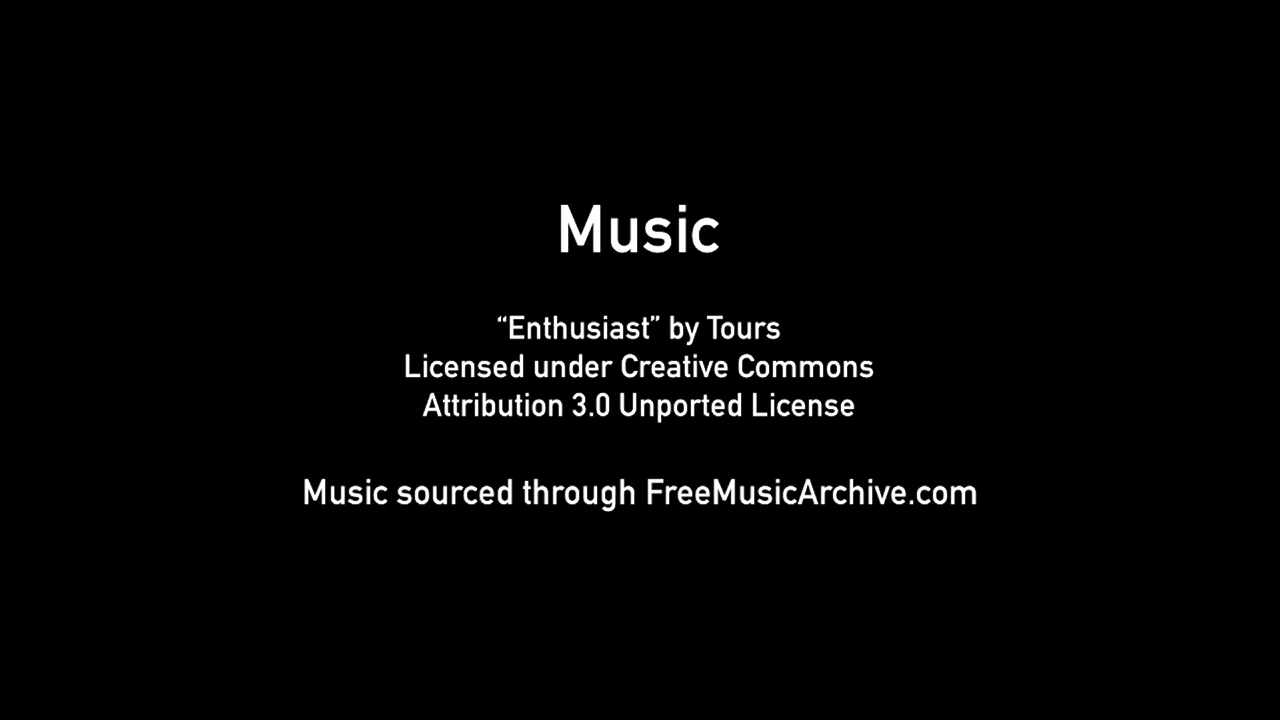 Music
“Enthusiast” by Tours
Licensed under Creative Commons
Attribution 3.0 Unported License
Music sourced through FreeMusicArchive.com